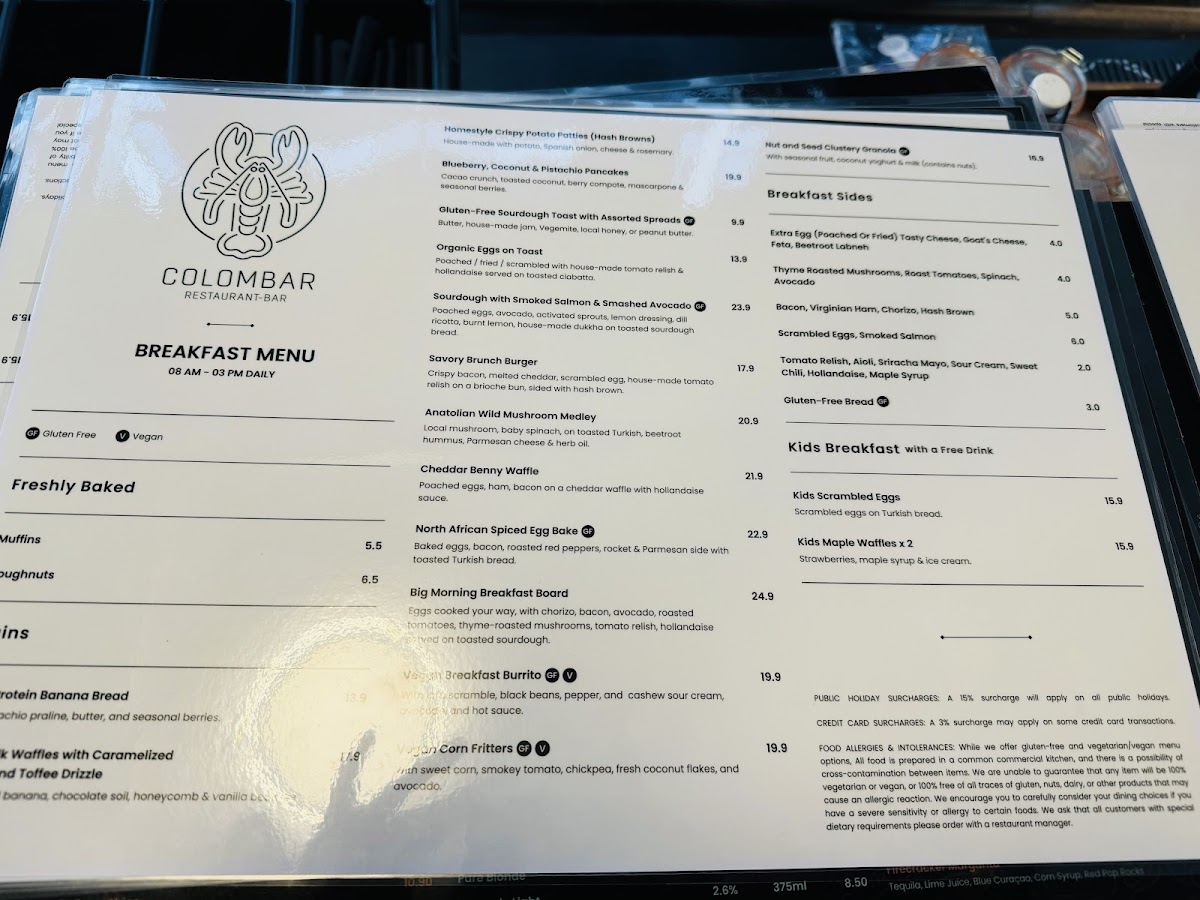 COLOMBAR
RESTAURANT-BAR
BREAKFAST MENU
08 AM - 03 PM DAILY
GF Gluten Free V Vegan
Freshly Baked
Muffins 5.5
oughnuts 6.5
ins
rotein Banana Bread 13.9
achio praline, butter, and seasonal berries.
k Waffles with Caramelized 17.9
nd Toffee Drizzle
banana, chocolate soil, honeycomb & vanilla
Homestyle Crispy Potato Patties (Hash Browns) 14.9
House-made with potato, Spanish onion, cheese & rosemary.
Blueberry, Coconut & Pistachio Pancakes 19.9
Cacao crunch, toasted coconut, berry compote, mascarpone &
seasonal berries.
Gluten-Free Sourdough Toast with Assorted Spreads GF 9.9
Butter, house-made jam, Vegemite, local honey, or peanut butter.
Organic Eggs on Toast 13.9
Poached / fried / scrambled with house-made tomato relish &
hollandaise served on toasted ciabatta.
Sourdough with Smoked Salmon & Smashed Avocado GF 23.9
Poached eggs, avocado, activated sprouts, lemon dressing, dill
ricotta, burnt lemon, house-made dukkha on toasted sourdough
bread.
Savory Brunch Burger 17.9
Crispy bacon, melted cheddar, scrambled egg, house-made tomato
relish on a brioche bun, sided with hash brown.
Anatolian Wild Mushroom Medley 20.9
Local mushroom, baby spinach, on toasted Turkish, beetroot
hummus, Parmesan cheese & herb oil.
Cheddar Benny Waffle 21.9
Poached eggs, ham, bacon on a cheddar waffle with hollandaise
sauce.
North African Spiced Egg Bake GF 22.9
Baked eggs, bacon, roasted red peppers, rocket & Parmesan side with
toasted Turkish bread.
Big Morning Breakfast Board 24.9
Eggs cooked your way, with chorizo, bacon, avocado, roasted
tomatoes, thyme-roasted mushrooms, tomato relish, hollandaise
served on toasted sourdough.
Vegan Breakfast Burrito GF V 19.9
With tofu scramble, black beans, pepper, and cashew sour cream,
avocado and hot sauce.
Vegan Corn Fritters GF V 19.9
With sweet corn, smokey tomato, chickpea, fresh coconut flakes, and
avocado.
Nut and Seed Clustery Granola GF 15.9
With seasonal fruit, coconut yoghurt & milk (contains nuts).
Breakfast Sides
Extra Egg (Poached Or Fried) Tasty Cheese, Goat's Cheese, 4.0
Feta, Beetroot Labneh
Thyme Roasted Mushrooms, Roast Tomatoes, Spinach, 4.0
Avocado
Bacon, Virginian Ham, Chorizo, Hash Brown 5.0
Scrambled Eggs, Smoked Salmon 6.0
Tomato Relish, Aioli, Sriracha Mayo, Sour Cream, Sweet 2.0
Chili, Hollandaise, Maple Syrup
Gluten-Free Bread GF 3.0
Kids Breakfast with a Free Drink
Kids Scrambled Eggs 15.9
Scrambled eggs on Turkish bread.
Kids Maple Waffles x 2 15.9
Strawberries, maple syrup & ice cream.
PUBLIC HOLIDAY SURCHARGES: A 15% surcharge will apply on all public holidays.
CREDIT CARD SURCHARGES: A 3% surcharge may apply on some credit card transactions.
FOOD ALLERGIES & INTOLERANCES: While we offer gluten-free and vegetarian/vegan menu
options, All food is prepared in a common commercial kitchen, and there is a possibility of
cross-contamination between items. We are unable to guarantee that any item will be 100%
vegetarian or vegan, or 100% free of all traces of gluten, nuts, dairy, or other products that may
cause an allergic reaction. We encourage you to carefully consider your dining choices if you
have a severe sensitivity or allergy to certain foods. We ask that all customers with special
dietary requirements please order with a restaurant manager.
10.90 Pure Blonde 2.6% 375ml 8.50 Firecracker Margarita
Tequila, Lime Juice, Blue Curaçao, Corn Syrup, Red Pop Rocks